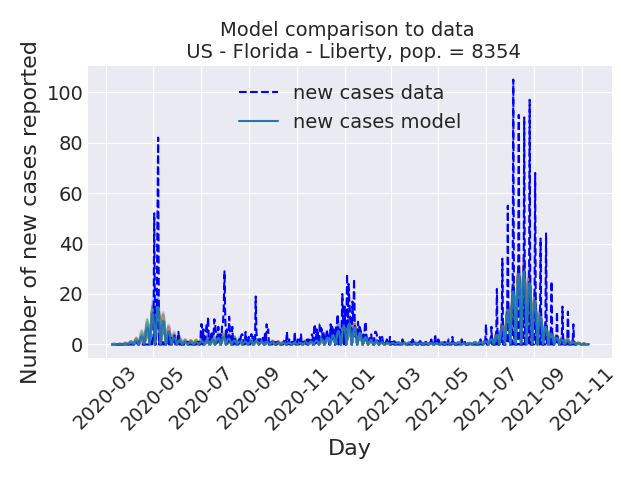 Model comparison to data
US - Florida - Liberty, pop. = 8354
new cases data
new cases model
Number of new cases reported
100
80
60
40
20
0
2020-03
2020-05
2020-07
2020-09
2020-11
2021-01
2021-03
2021-05
2021-07
2021-09
2021-11
Day